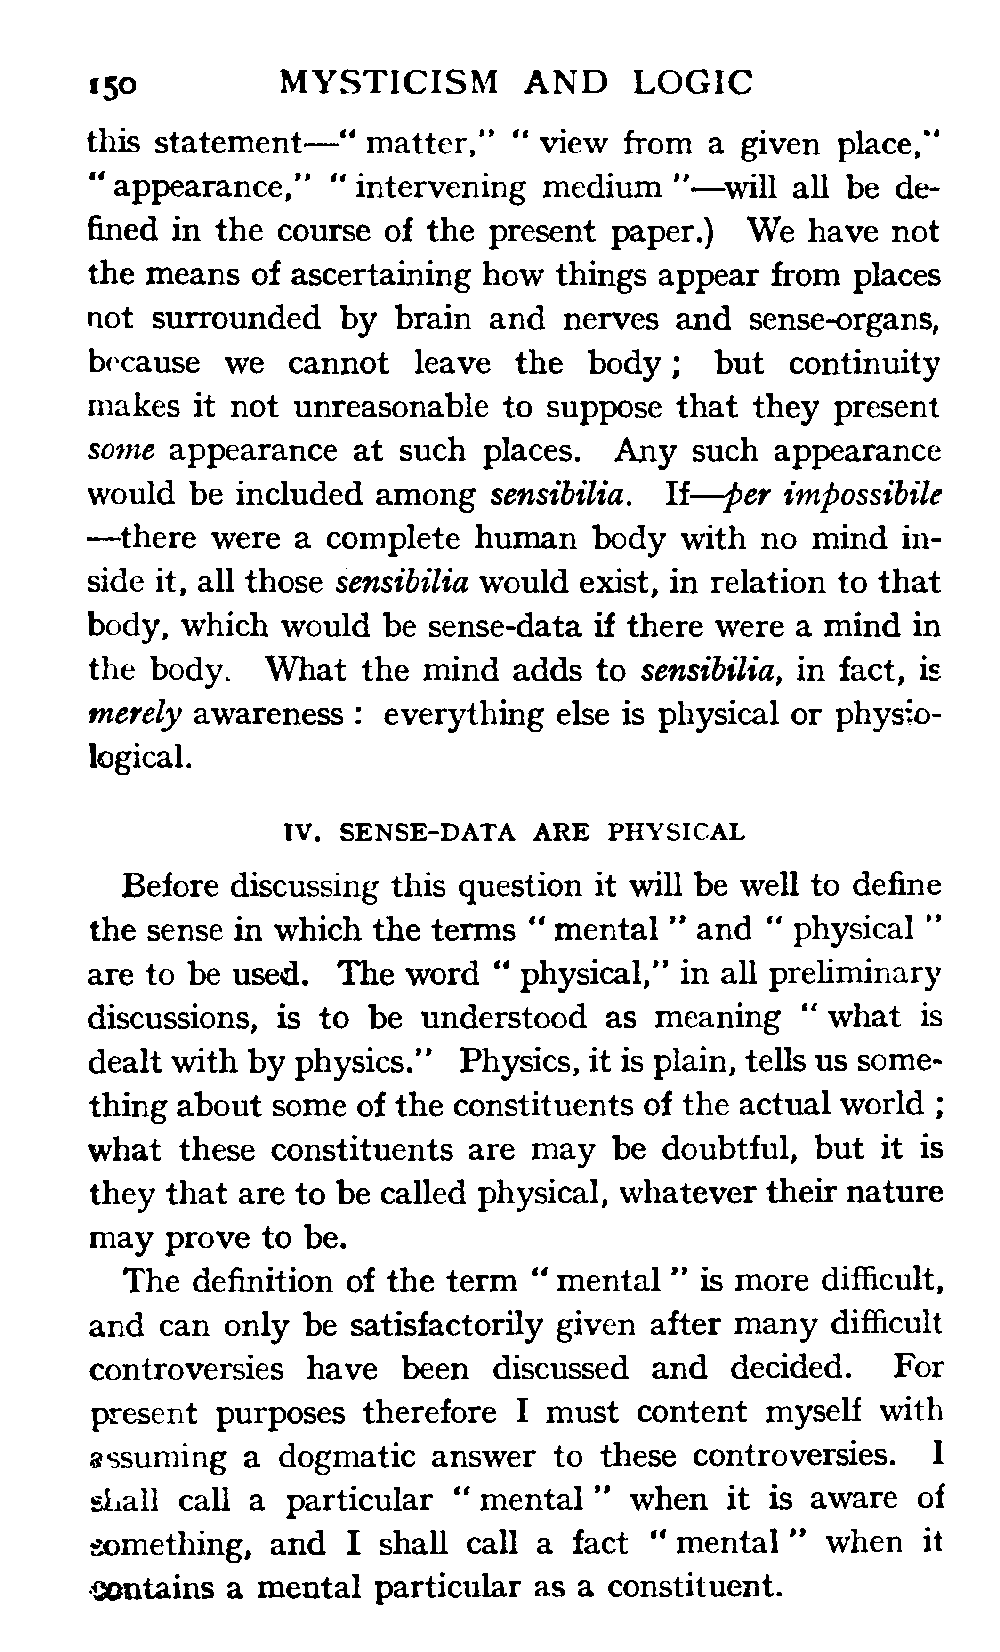 150 MYSTICISM AND LOGIC
this statement—“ matter,” “ view from a given place,”
“ appearance,” “ intervening medium ”—will all be de-
fined in the course of the present paper.) We have not
the means of ascertaining how things appear from places
not surrounded by brain and nerves and sense-organs,
because we cannot leave the body ; but continuity
makes it not unreasonable to suppose that they present
some appearance at such places. Any such appearance
would be included among sensibilia. If—per impossibile
—there were a complete human body with no mind in-
side it, all those sensibilia would exist, in relation to that
body, which would be sense-data if there were a mind in
the body. What the mind adds to sensibilia, in fact, is
merely awareness : everything else is physical or physio-
logical.
IV. SENSE-DATA ARE PHYSICAL
Before discussing this question it will be well to define
the sense in which the terms “ mental ” and “ physical ”
are to be used. The word “ physical,” in all preliminary
discussions, is to be understood as meaning “ what is
dealt with by physics.” Physics, it is plain, tells us some-
thing about some of the constituents of the actual world ;
what these constituents are may be doubtful, but it is
they that are to be called physical, whatever their nature
may prove to be.
The definition of the term “ mental ” is more difficult,
and can only be satisfactorily given after many difficult
controversies have been discussed and decided. For
present purposes therefore I must content myself with
assuming a dogmatic answer to these controversies. I
shall call a particular “ mental ” when it is aware of
something, and I shall call a fact “ mental ” when it
contains a mental particular as a constituent.